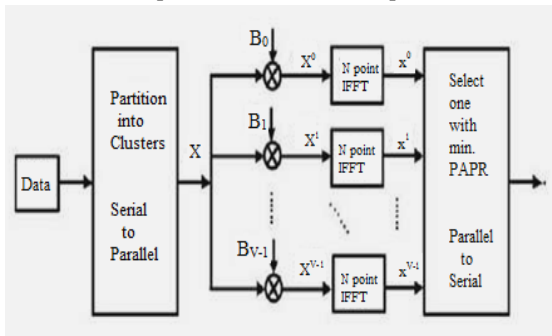 Data
Partition
into
Clusters
Serial
to
Parallel
X
B0
X⁰
N point
IFFT
x⁰
B1
X¹
N point
IFFT
x¹
BV-1
Xⱽ⁻¹
N point
IFFT
xⱽ⁻¹
Select
one
with
min.
PAPR
Parallel
to
Serial